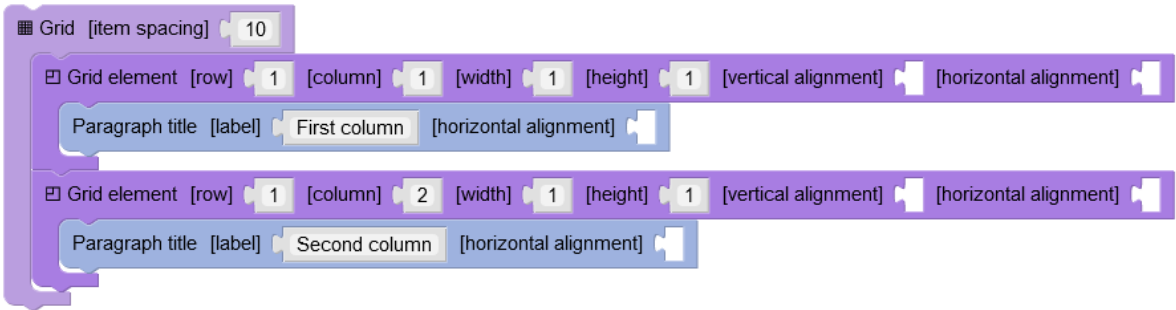 Grid [item spacing] 10
Grid element [row] 1 [column] 1 [width] 1 [height] 1 [vertical alignment] [horizontal alignment]
Paragraph title [label] First column [horizontal alignment]
Grid element [row] 1 [column] 2 [width] 1 [height] 1 [vertical alignment] [horizontal alignment]
Paragraph title [label] Second column [horizontal alignment]